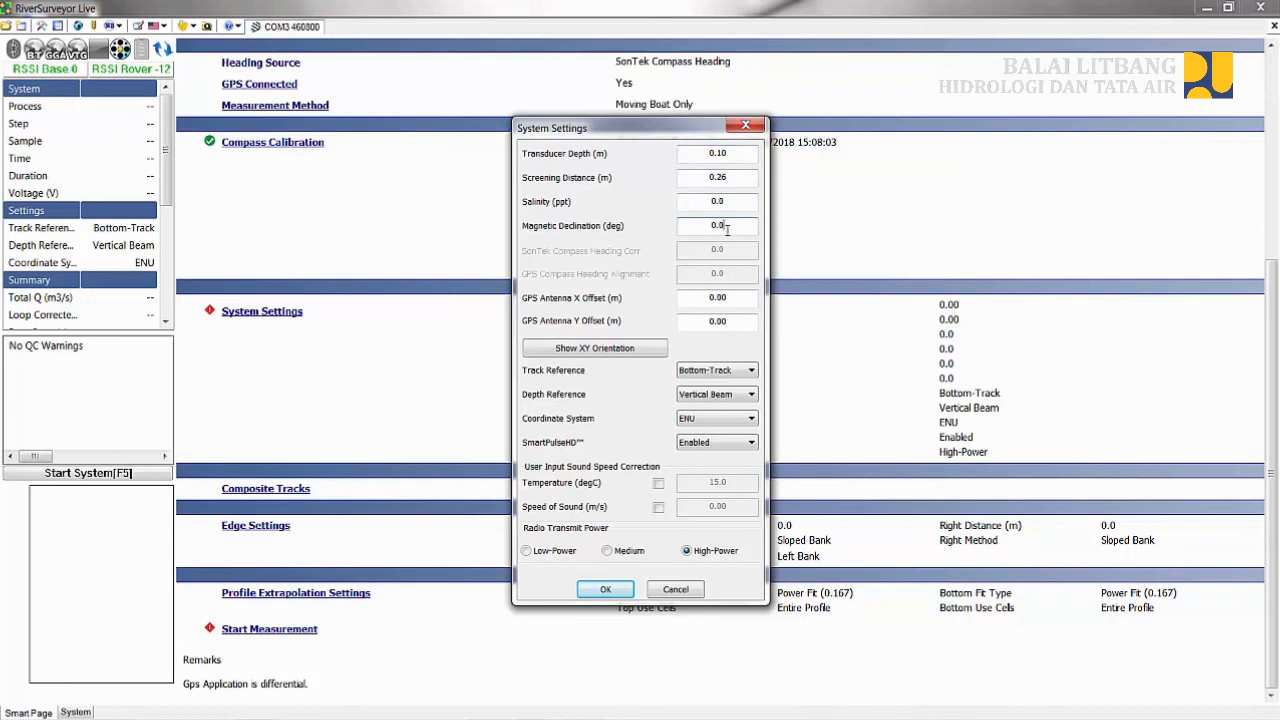 RiverSurveyor Live
COM3 460800
BT GGA VTG
RSSI Base 0 RSSI Rover -12
System
Process --
Step --
Sample --
Time --
Duration --
Voltage (V) --
Settings
Track Referen... Bottom-Track
Depth Refere... Vertical Beam
Coordinate Sy... ENU
Summary
Total Q (m3/s) --
Loop Correcte... --
No QC Warnings
Start System[F5]
Heading Source SonTek Compass Heading
GPS Connected Yes
Measurement Method Moving Boat Only
BALAI LITBANG
HIDROLOGI DAN TATA AIR
Compass Calibration /2018 15:08:03
System Settings
0.00
0.00
0.0
0.0
0.0
0.0
Bottom-Track
Vertical Beam
ENU
Enabled
High-Power
System Settings
Transducer Depth (m) 0.10
Screening Distance (m) 0.26
Salinity (ppt) 0.0
Magnetic Declination (deg) 0.0
SonTek Compass Heading Corr 0.0
GPS Compass Heading Alignment 0.0
GPS Antenna X Offset (m) 0.00
GPS Antenna Y Offset (m) 0.00
Show XY Orientation
Track Reference Bottom-Track
Depth Reference Vertical Beam
Coordinate System ENU
SmartPulseHD™ Enabled
User Input Sound Speed Correction
Temperature (degC) 15.0
Speed of Sound (m/s) 0.00
Radio Transmit Power
Low-Power Medium High-Power
OK Cancel
Composite Tracks
Edge Settings 0.0 Right Distance (m) 0.0
Sloped Bank Right Method Sloped Bank
Left Bank
Profile Extrapolation Settings Power Fit (0.167) Bottom Fit Type Power Fit (0.167)
Top Use Cells Entire Profile Bottom Use Cells Entire Profile
Start Measurement
Remarks
Gps Application is differential.
Smart Page System